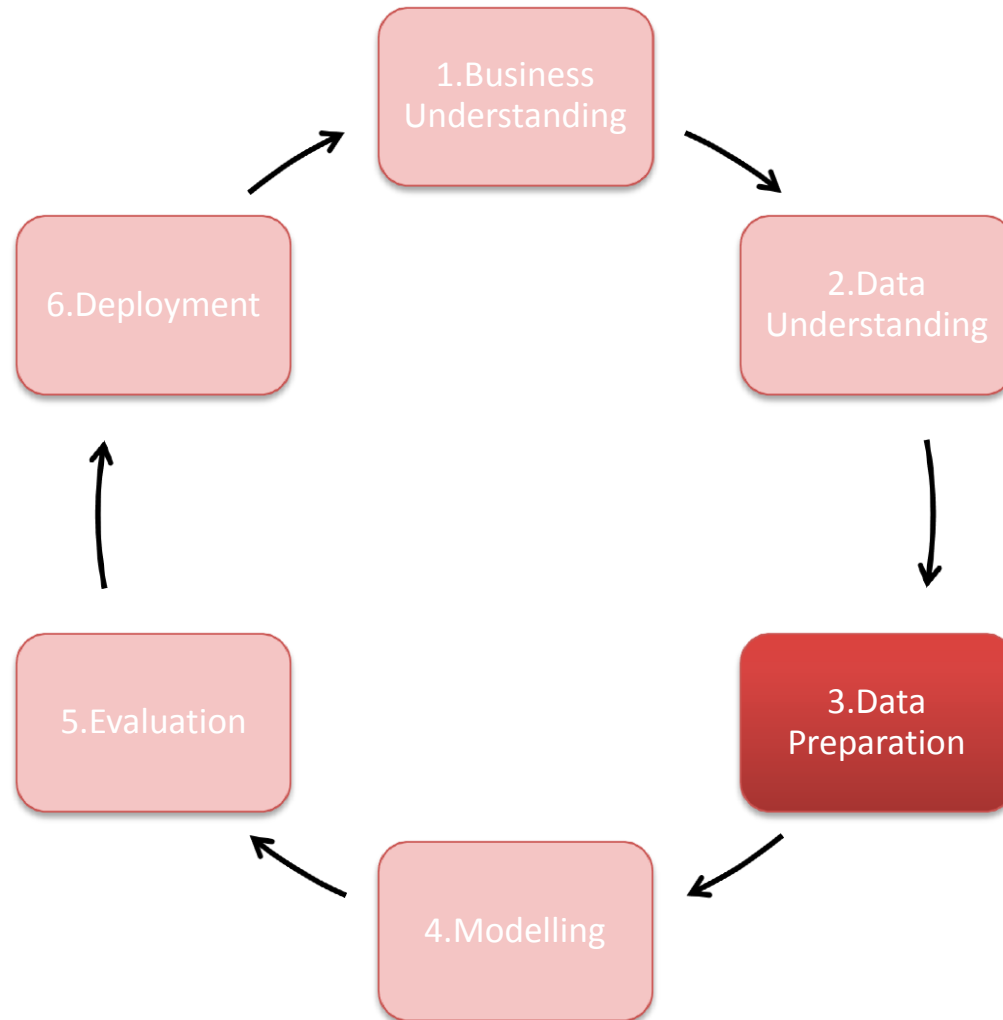 1.Business
Understanding
2.Data
Understanding
3.Data
Preparation
4.Modelling
5.Evaluation
6.Deployment